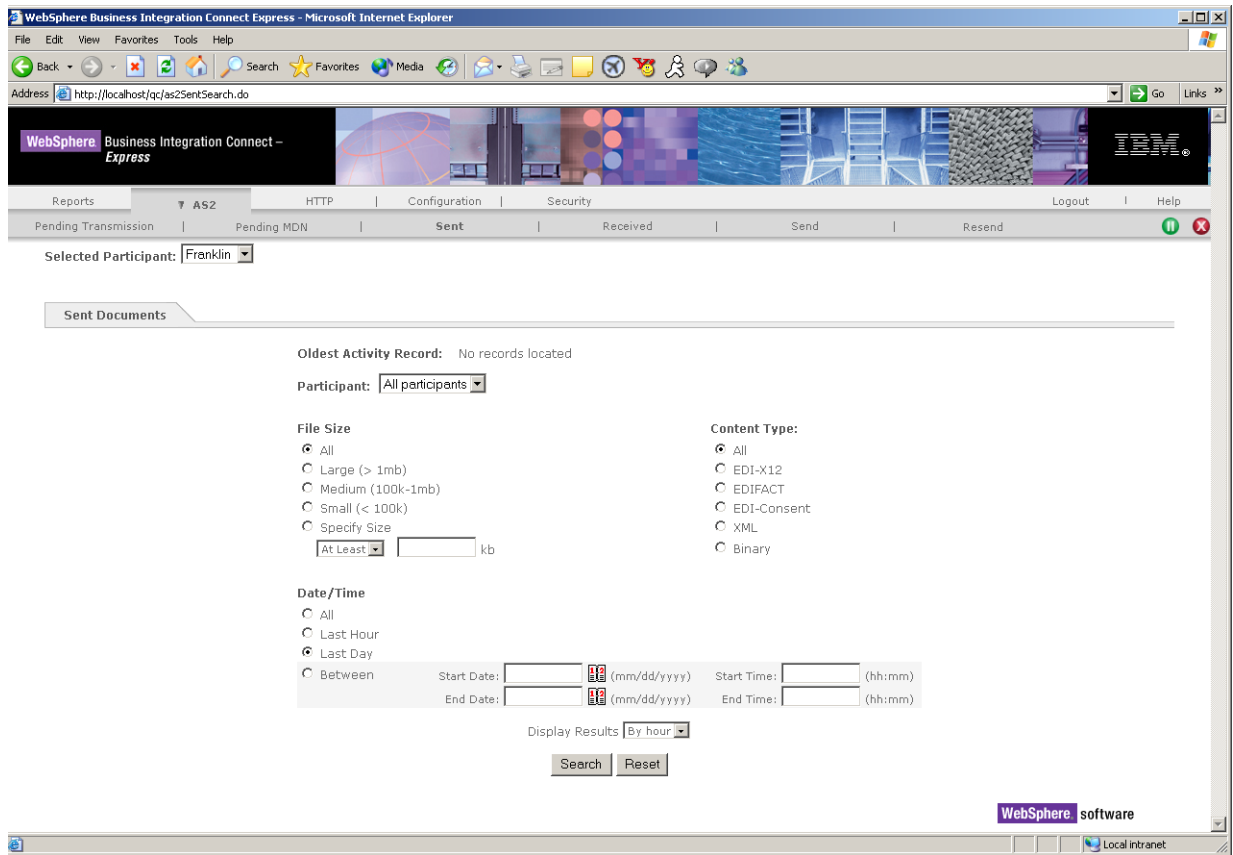 WebSphere Business Integration Connect Express - Microsoft Internet Explorer
File Edit View Favorites Tools Help
Back Search Favorites Media
Address http://localhost/qc/as2SentSearch.do Go Links »
WebSphere. Business Integration Connect –
Express
IBM®
Reports AS2 HTTP | Configuration | Security Logout | Help
Pending Transmission | Pending MDN | Sent | Received | Send | Resend
Selected Participant: Franklin
Sent Documents
Oldest Activity Record: No records located
Participant: All participants
File Size Content Type:
All All
Large (> 1mb) EDI-X12
Medium (100k-1mb) EDIFACT
Small (< 100k) EDI-Consent
Specify Size XML
At Least kb Binary
Date/Time
All
Last Hour
Last Day
Between Start Date: 12 (mm/dd/yyyy) Start Time: (hh:mm)
End Date: 12 (mm/dd/yyyy) End Time: (hh:mm)
Display Results By hour
Search Reset
WebSphere. software
Local intranet